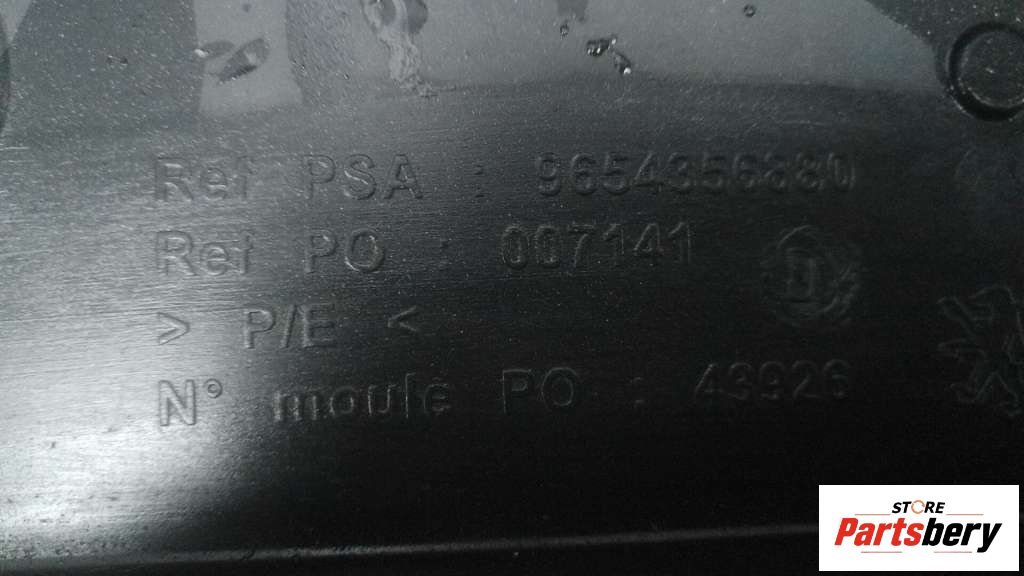 Ref PSA : 9654356880
Ref PO : 007141
> P/E <
N° moule PO : 43926
STORE
Partsbery